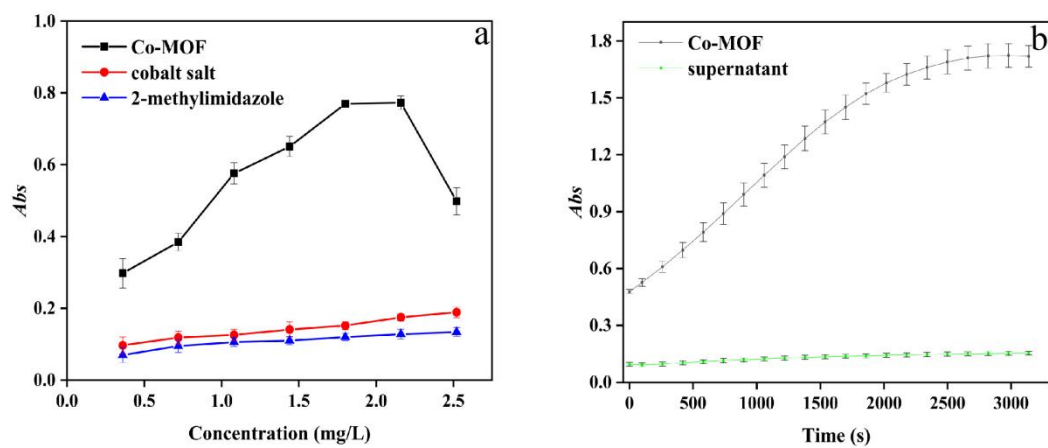 a
Co-MOF
cobalt salt
2-methylimidazole
Abs
1.0
0.8
0.6
0.4
0.2
0.0
0.0 0.5 1.0 1.5 2.0 2.5
Concentration (mg/L)
b
Co-MOF
supernatant
Abs
1.8
1.5
1.2
0.9
0.6
0.3
0.0
0 500 1000 1500 2000 2500 3000
Time (s)